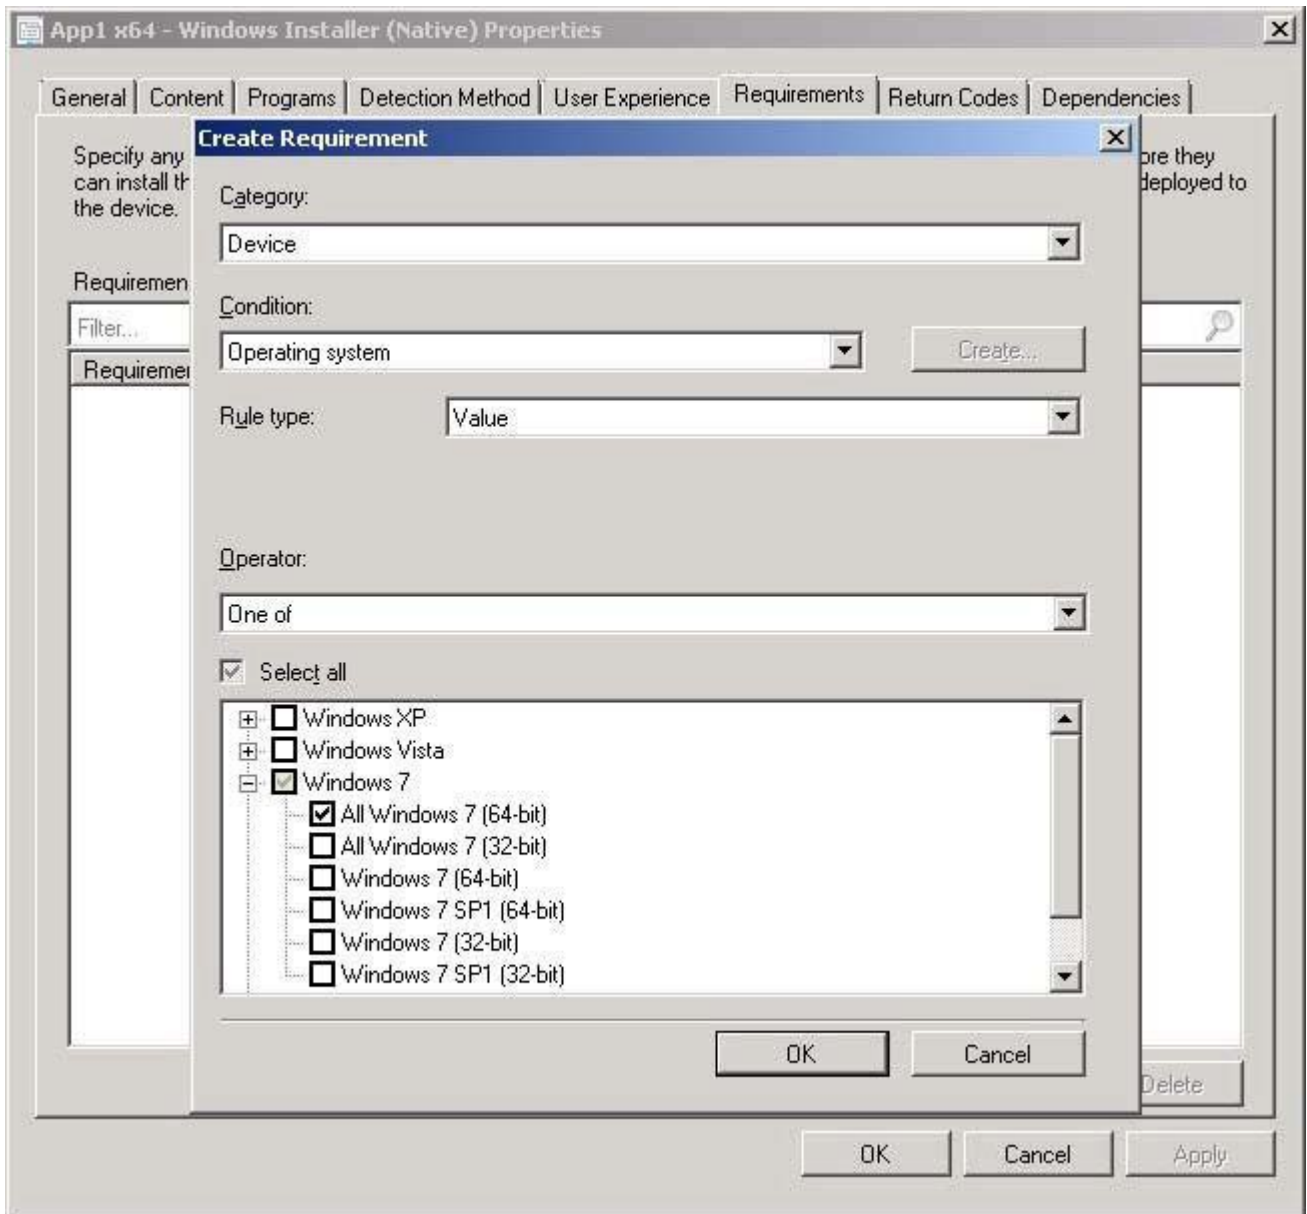 App1 x64 - Windows Installer (Native) Properties
General Content Programs Detection Method User Experience Requirements Return Codes Dependencies
Specify any
can install th
the device.
ore they
deployed to
Create Requirement
Category:
Device
Requiremen
Condition:
Filter...
Operating system
Create...
Requiremen
Rule type:
Value
Operator:
One of
Select all
Windows XP
Windows Vista
Windows 7
All Windows 7 (64-bit)
All Windows 7 (32-bit)
Windows 7 (64-bit)
Windows 7 SP1 (64-bit)
Windows 7 (32-bit)
Windows 7 SP1 (32-bit)
OK Cancel
Delete
OK Cancel Apply